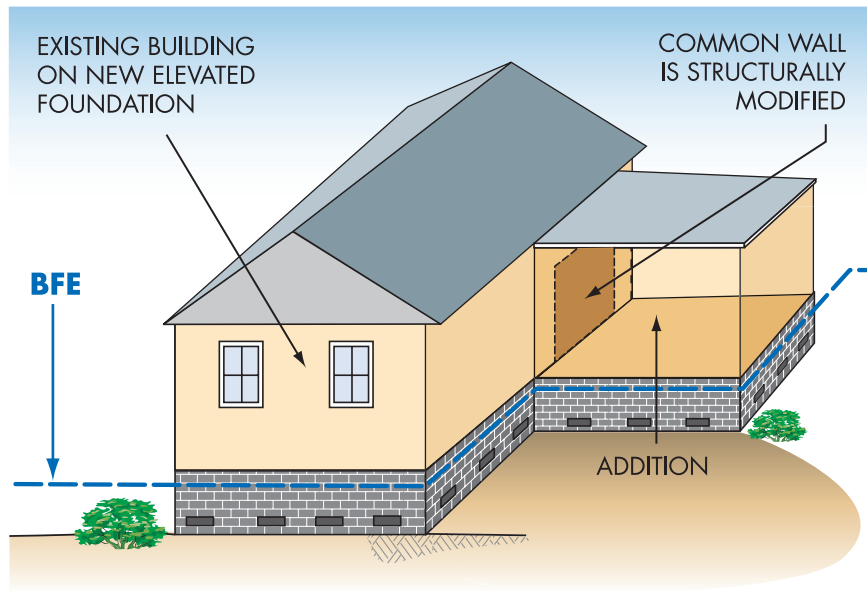 EXISTING BUILDING
ON NEW ELEVATED
FOUNDATION
COMMON WALL
IS STRUCTURALLY
MODIFIED
BFE
ADDITION